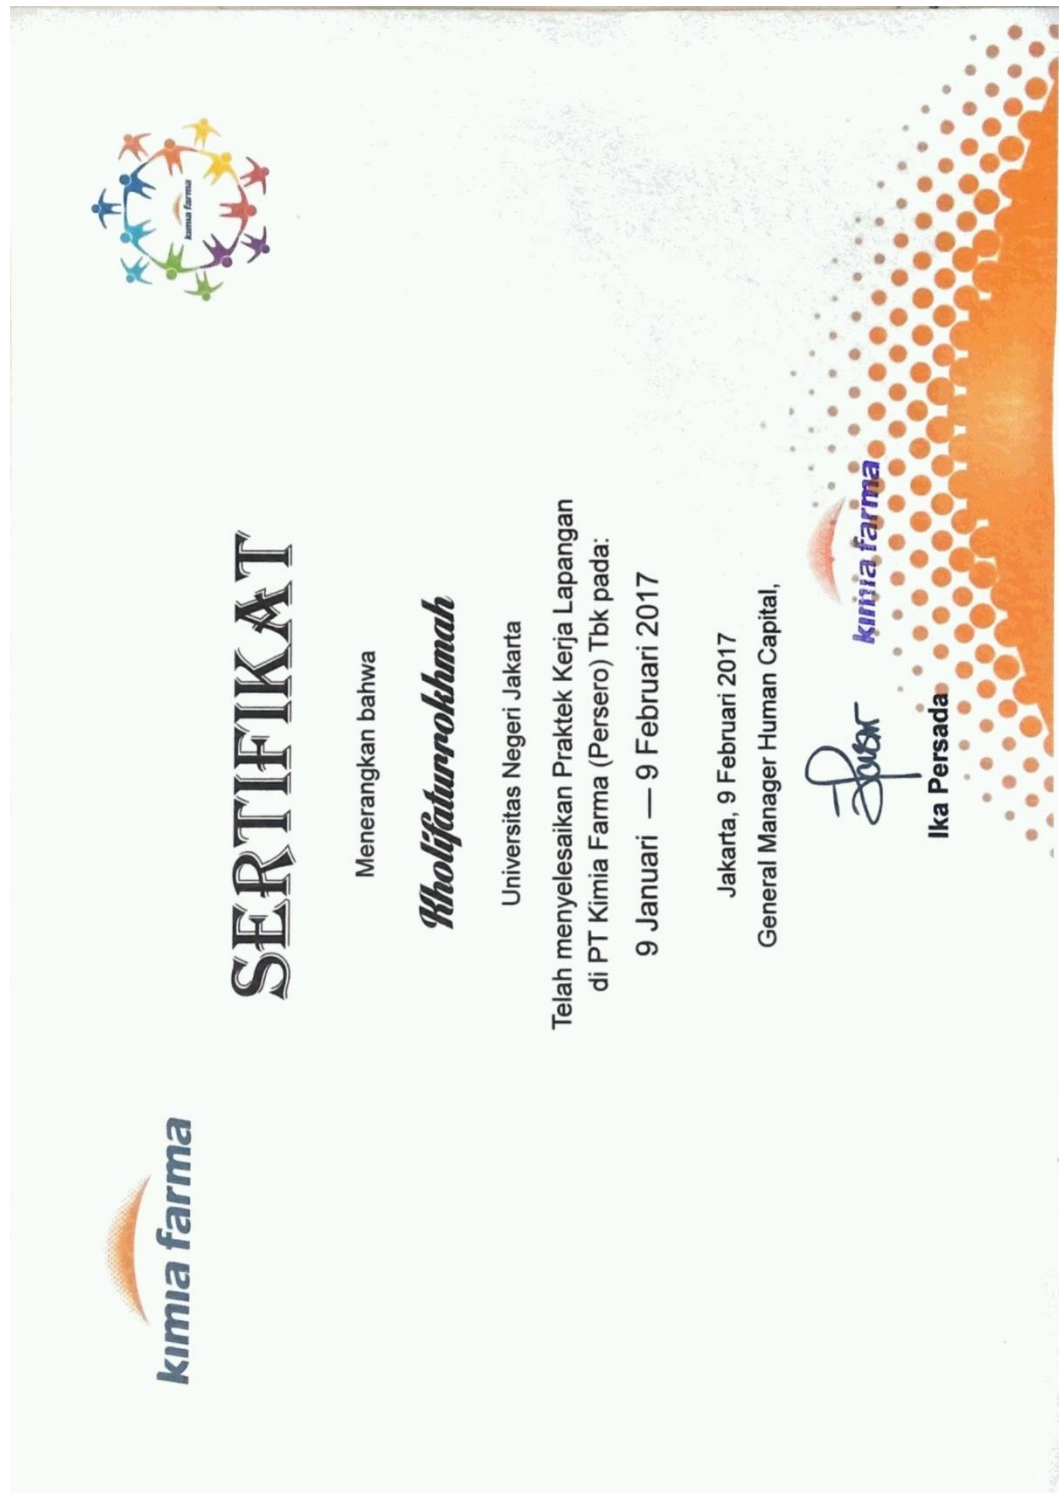 kimia farma
kimia farma
SERTIFIKAT
Menerangkan bahwa
Kholifaturrokhmah
Universitas Negeri Jakarta
Telah menyelesaikan Praktek Kerja Lapangan
di PT Kimia Farma (Persero) Tbk pada:
9 Januari — 9 Februari 2017
Jakarta, 9 Februari 2017
General Manager Human Capital,
kimia farma
Ika Persada